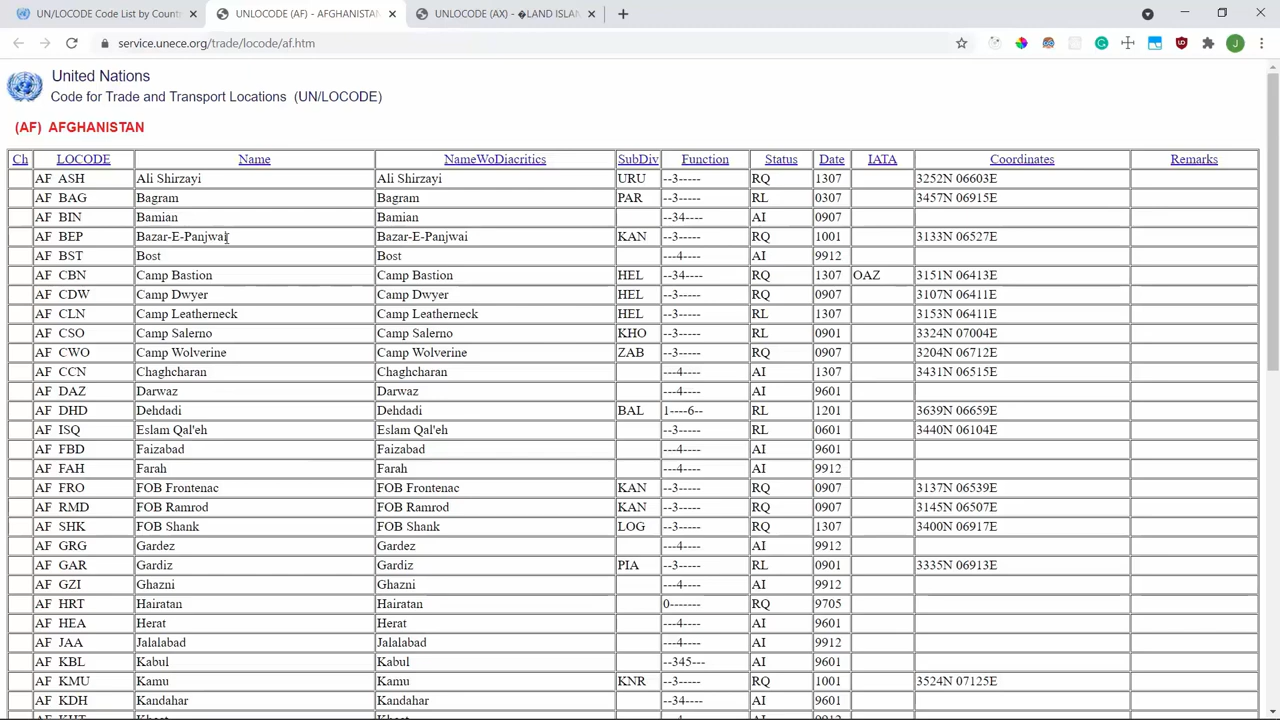 UN/LOCODE Code List by Countr
UNLOCODE (AF) - AFGHANISTAN
UNLOCODE (AX) - �LAND ISLAN
service.unece.org/trade/locode/af.htm
United Nations
Code for Trade and Transport Locations (UN/LOCODE)
(AF) AFGHANISTAN
Ch LOCODE Name NameWoDiacritics SubDiv Function Status Date IATA Coordinates Remarks
AF ASH Ali Shirzayi Ali Shirzayi URU --3----- RQ 1307 3252N 06603E
AF BAG Bagram Bagram PAR --3----- RL 0307 3457N 06915E
AF BIN Bamian Bamian --34---- AI 0907
AF BEP Bazar-E-Panjwai Bazar-E-Panjwai KAN --3----- RQ 1001 3133N 06527E
AF BST Bost Bost ---4---- AI 9912
AF CBN Camp Bastion Camp Bastion HEL --34---- RQ 1307 OAZ 3151N 06413E
AF CDW Camp Dwyer Camp Dwyer HEL --3----- RQ 0907 3107N 06411E
AF CLN Camp Leatherneck Camp Leatherneck HEL --3----- RL 1307 3153N 06411E
AF CSO Camp Salerno Camp Salerno KHO --3----- RL 0901 3324N 07004E
AF CWO Camp Wolverine Camp Wolverine ZAB --3----- RQ 0907 3204N 06712E
AF CCN Chaghcharan Chaghcharan ---4---- AI 1307 3431N 06515E
AF DAZ Darwaz Darwaz ---4---- AI 9601
AF DHD Dehdadi Dehdadi BAL 1----6-- RL 1201 3639N 06659E
AF ISQ Eslam Qal'eh Eslam Qal'eh --3----- RL 0601 3440N 06104E
AF FBD Faizabad Faizabad ---4---- AI 9601
AF FAH Farah Farah ---4---- AI 9912
AF FRO FOB Frontenac FOB Frontenac KAN --3----- RQ 0907 3137N 06539E
AF RMD FOB Ramrod FOB Ramrod KAN --3----- RQ 0907 3145N 06507E
AF SHK FOB Shank FOB Shank LOG --3----- RQ 1307 3400N 06917E
AF GRG Gardez Gardez ---4---- AI 9912
AF GAR Gardiz Gardiz PIA --3----- RL 0901 3335N 06913E
AF GZI Ghazni Ghazni ---4---- AI 9912
AF HRT Hairatan Hairatan 0------- RQ 9705
AF HEA Herat Herat ---4---- AI 9601
AF JAA Jalalabad Jalalabad ---4---- AI 9912
AF KBL Kabul Kabul --345--- AI 9601
AF KMU Kamu Kamu KNR --3----- RQ 1001 3524N 07125E
AF KDH Kandahar Kandahar --34---- AI 9601